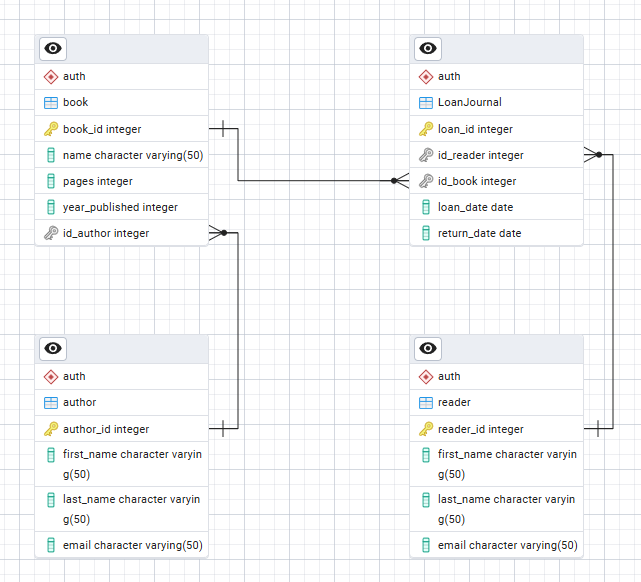 auth
book
book_id integer
name character varying(50)
pages integer
year_published integer
id_author integer
auth
LoanJournal
loan_id integer
id_reader integer
id_book integer
loan_date date
return_date date
auth
author
author_id integer
first_name character varyin
g(50)
last_name character varyin
g(50)
email character varying(50)
auth
reader
reader_id integer
first_name character varyin
g(50)
last_name character varyin
g(50)
email character varying(50)